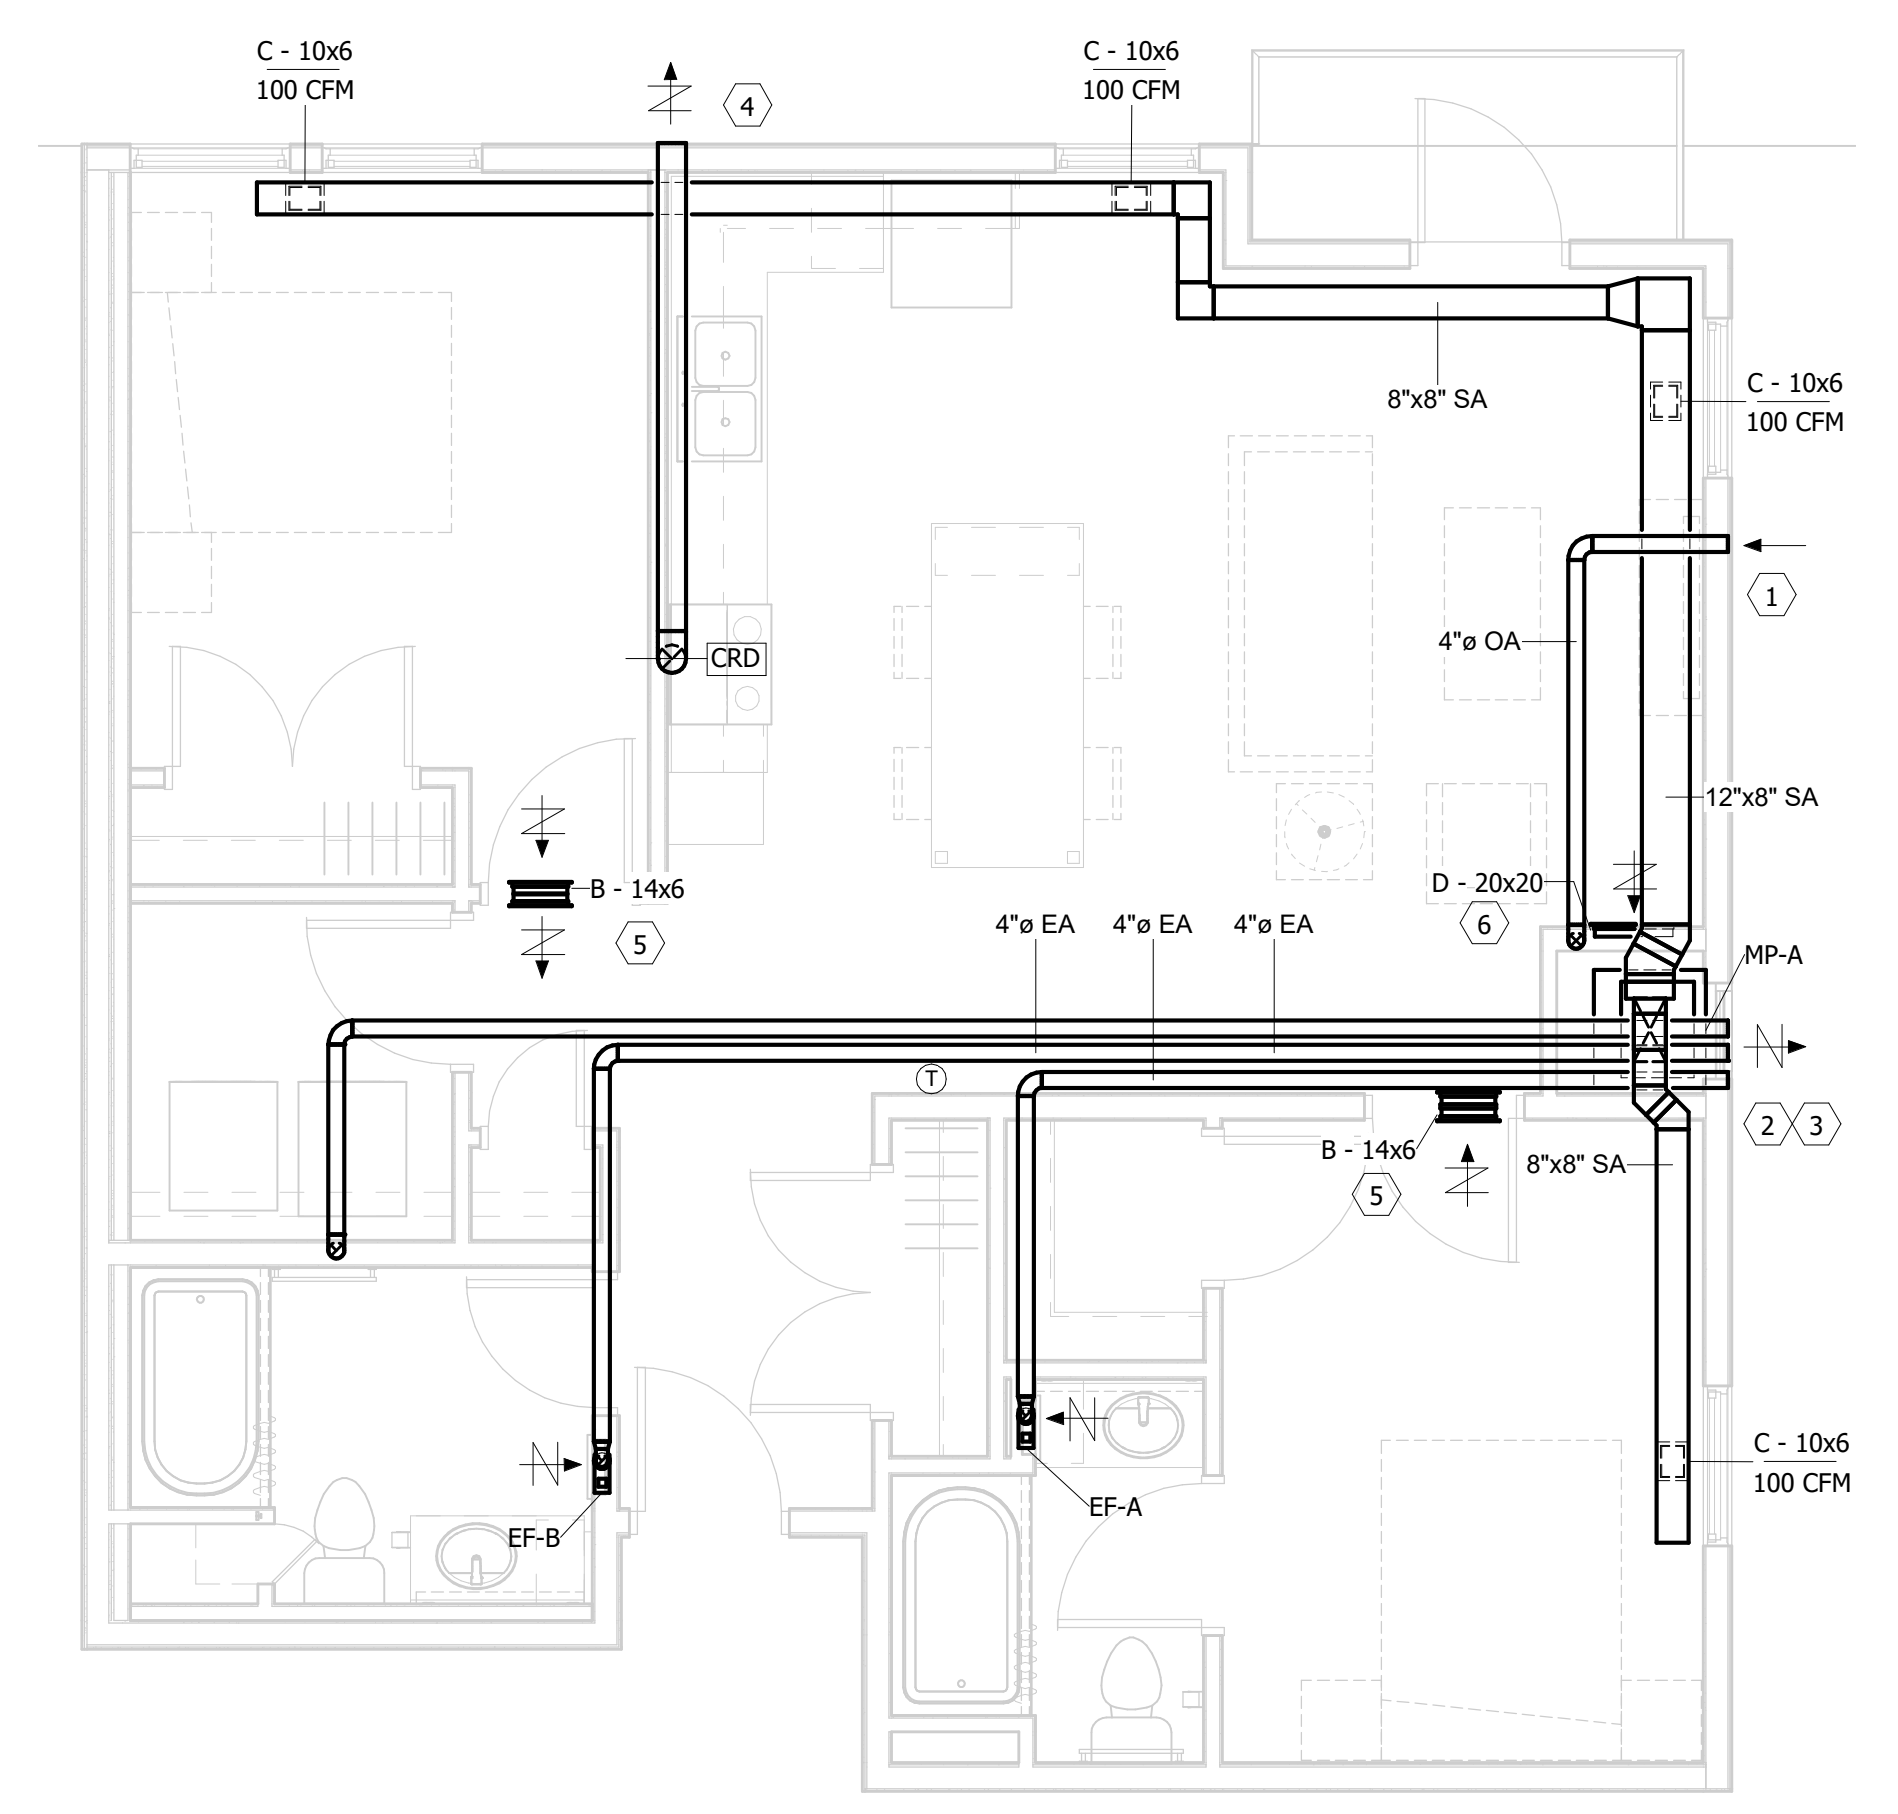 C - 10x6
100 CFM
4
C - 10x6
100 CFM
8"x8" SA
C - 10x6
100 CFM
1
4"ø OA
CRD
12"x8" SA
B - 14x6
5
D - 20x20
6
4"ø EA
4"ø EA
4"ø EA
MP-A
T
2
3
B - 14x6
5
8"x8" SA
C - 10x6
100 CFM
EF-A
EF-B